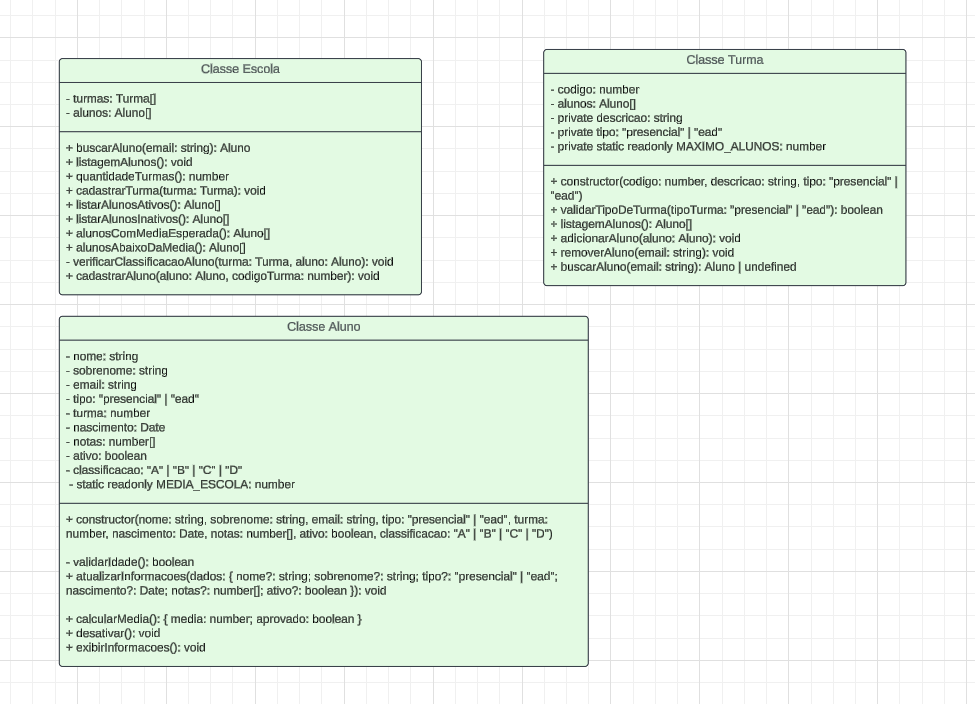 Classe Escola
- turmas: Turma[]
- alunos: Aluno[]
+ buscarAluno(email: string): Aluno
+ listagemAlunos(): void
+ quantidadeTurmas(): number
+ cadastrarTurma(turma: Turma): void
+ listarAlunosAtivos(): Aluno[]
+ listarAlunosInativos(): Aluno[]
+ alunosComMediaEsperada(): Aluno[]
+ alunosAbaixoDaMedia(): Aluno[]
- verificarClassificacaoAluno(turma: Turma, aluno: Aluno): void
+ cadastrarAluno(aluno: Aluno, codigoTurma: number): void
Classe Turma
- codigo: number
- alunos: Aluno[]
- private descricao: string
- private tipo: "presencial" | "ead"
- private static readonly MAXIMO_ALUNOS: number
+ constructor(codigo: number, descricao: string, tipo: "presencial" |
"ead")
+ validarTipoDeTurma(tipoTurma: "presencial" | "ead"): boolean
+ listagemAlunos(): Aluno[]
+ adicionarAluno(aluno: Aluno): void
+ removerAluno(email: string): void
+ buscarAluno(email: string): Aluno | undefined
Classe Aluno
- nome: string
- sobrenome: string
- email: string
- tipo: "presencial" | "ead"
- turma: number
- nascimento: Date
- notas: number[]
- ativo: boolean
- classificacao: "A" | "B" | "C" | "D"
- static readonly MEDIA_ESCOLA: number
+ constructor(nome: string, sobrenome: string, email: string, tipo: "presencial" | "ead", turma:
number, nascimento: Date, notas: number[], ativo: boolean, classificacao: "A" | "B" | "C" | "D")
- validarIdade(): boolean
+ atualizarInformacoes(dados: { nome?: string; sobrenome?: string; tipo?: "presencial" | "ead";
nascimento?: Date; notas?: number[]; ativo?: boolean }): void
+ calcularMedia(): { media: number; aprovado: boolean }
+ desativar(): void
+ exibirInformacoes(): void